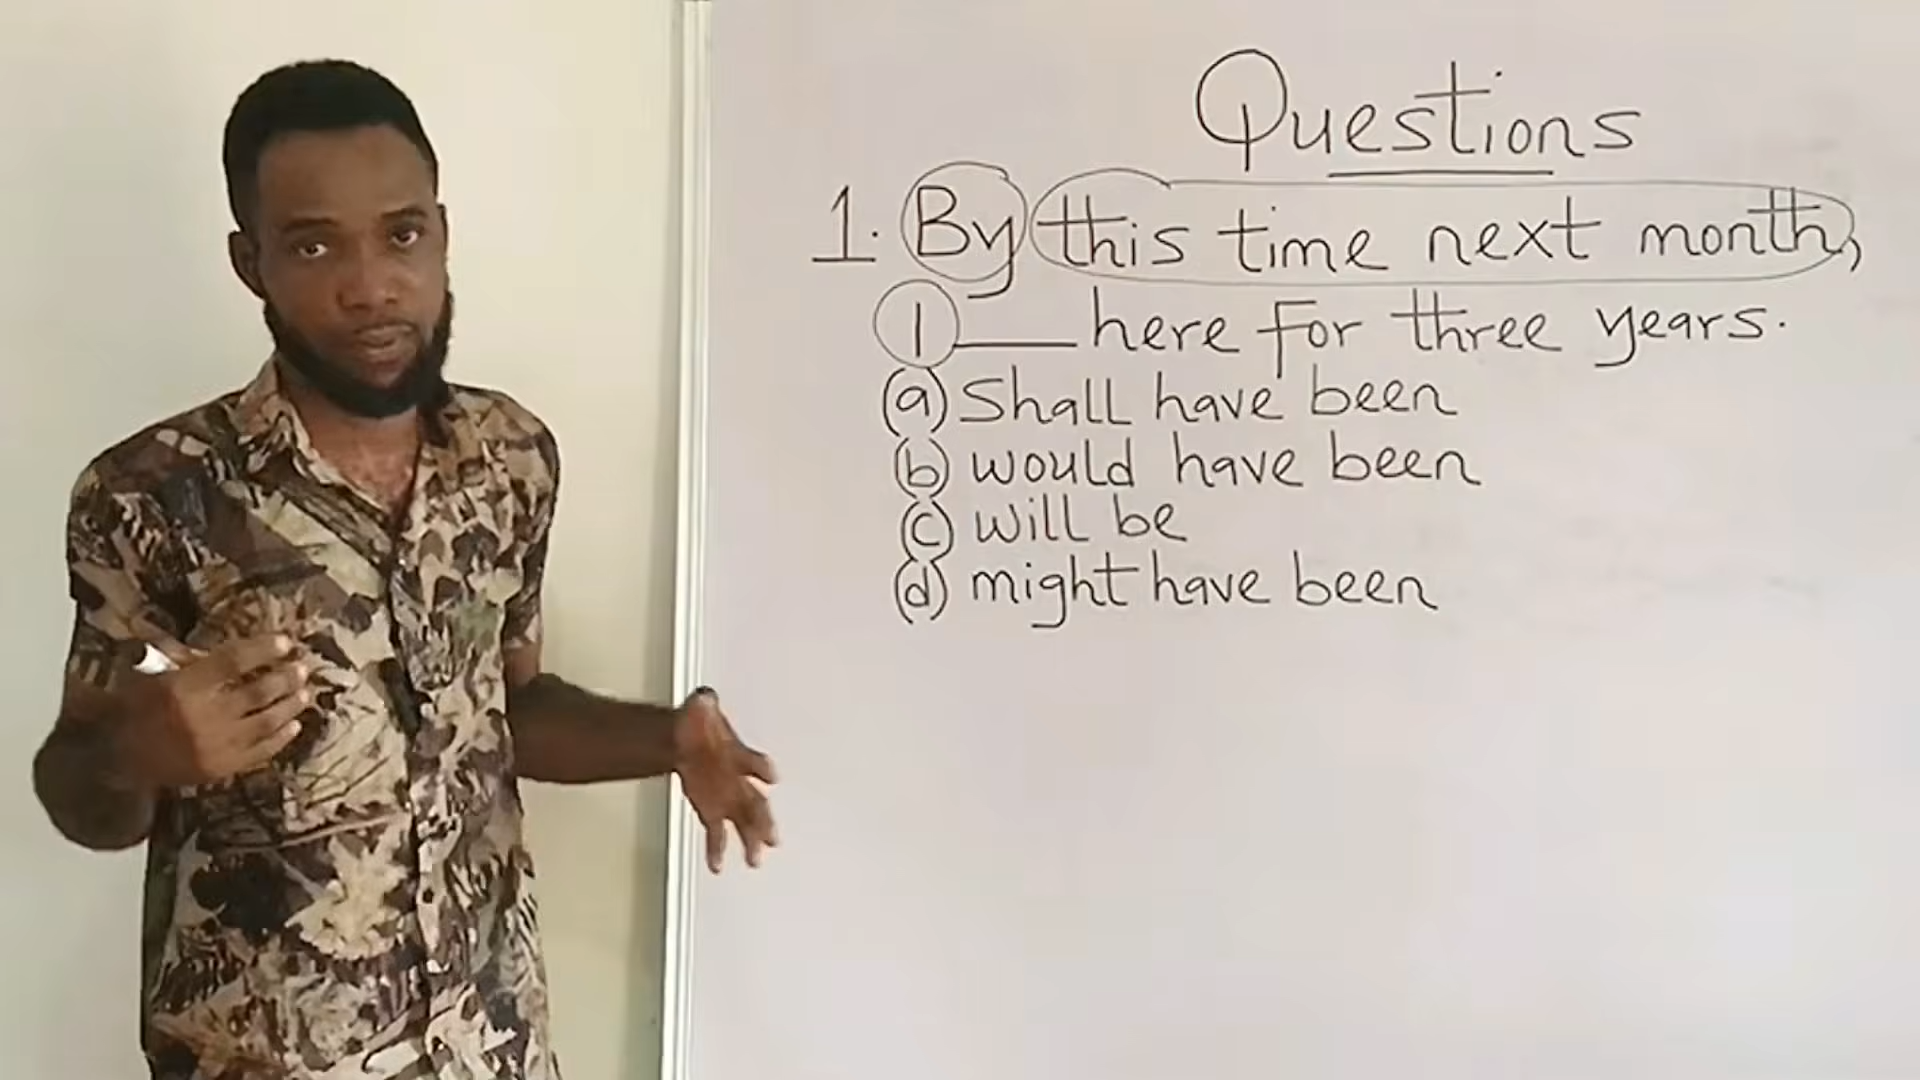 Questions
1. By this time next month,
I ___ here for three years.
(a) Shall have been
(b) would have been
(c) will be
(d) might have been